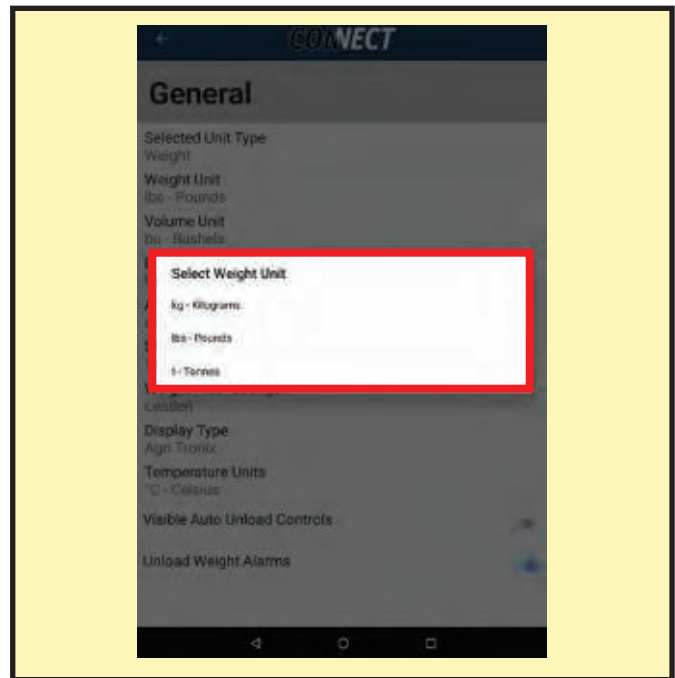 CONNECT
General
Selected Unit Type
Weight
Weight Unit
lbs - Pounds
Volume Unit
bu - Bushels
Select Weight Unit
kg - Kilograms
lbs - Pounds
t - Tonnes
Display Type
Agri Tronix
Temperature Units
°C - Celsius
Visible Auto Unload Controls
Unload Weight Alarms